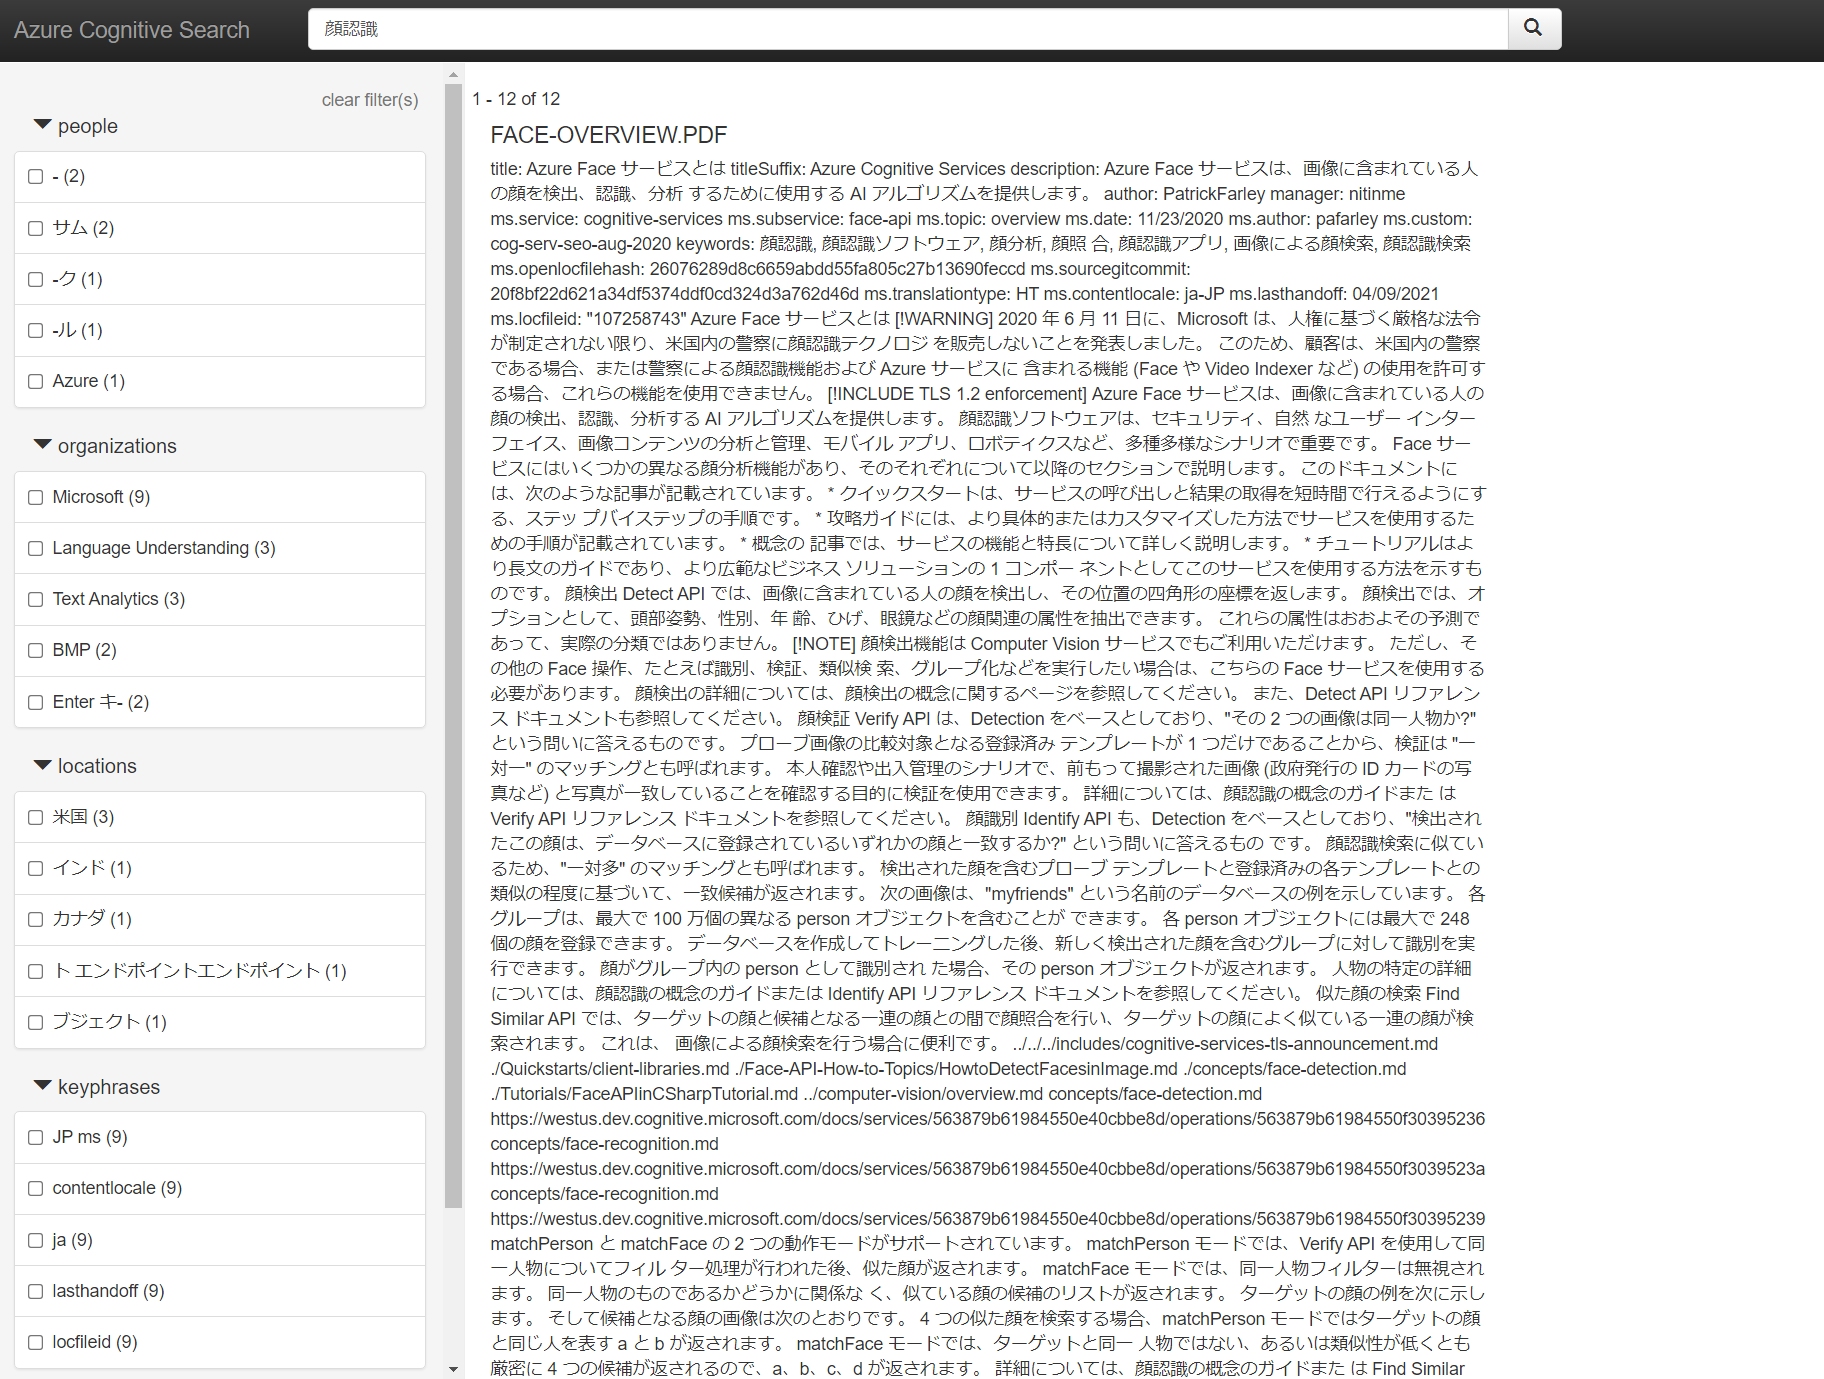 Azure Cognitive Search
顔認識
clear filter(s)
people
- (2)
サム (2)
-ク (1)
-ル (1)
Azure (1)
organizations
Microsoft (9)
Language Understanding (3)
Text Analytics (3)
BMP (2)
Enter キ- (2)
locations
米国 (3)
インド (1)
カナダ (1)
ト エンドポイントエンドポイント (1)
ブジェクト (1)
keyphrases
JP ms (9)
contentlocale (9)
ja (9)
lasthandoff (9)
locfileid (9)
1 - 12 of 12
FACE-OVERVIEW.PDF
title: Azure Face サービスとは titleSuffix: Azure Cognitive Services description: Azure Face サービスは、画像に含まれている人
の顔を検出、認識、分析 するために使用する AI アルゴリズムを提供します。 author: PatrickFarley manager: nitinme
ms.service: cognitive-services ms.subservice: face-api ms.topic: overview ms.date: 11/23/2020 ms.author: pafarley ms.custom:
cog-serv-seo-aug-2020 keywords: 顔認識, 顔認識ソフトウェア, 顔分析, 顔照 合, 顔認識アプリ, 画像による顔検索, 顔認識検索
ms.openlocfilehash: 26076289d8c6659abdd55fa805c27b13690feccd ms.sourcegitcommit:
20f8bf22d621a34df5374ddf0cd324d3a762d46d ms.translationtype: HT ms.contentlocale: ja-JP ms.lasthandoff: 04/09/2021
ms.locfileid: "107258743" Azure Face サービスとは [!WARNING] 2020 年 6 月 11 日に、Microsoft は、人権に基づく厳格な法令
が制定されない限り、米国内の警察に顔認識テクノロジ を販売しないことを発表しました。 このため、顧客は、米国内の警察
である場合、または警察による顔認識機能および Azure サービスに 含まれる機能 (Face や Video Indexer など) の使用を許可す
る場合、これらの機能を使用できません。 [!INCLUDE TLS 1.2 enforcement] Azure Face サービスは、画像に含まれている人の
顔の検出、認識、分析する AI アルゴリズムを提供します。 顔認識ソフトウェアは、セキュリティ、自然 なユーザー インター
フェイス、画像コンテンツの分析と管理、モバイル アプリ、ロボティクスなど、多種多様なシナリオで重要です。 Face サー
ビスにはいくつかの異なる顔分析機能があり、そのそれぞれについて以降のセクションで説明します。 このドキュメントに
は、次のような記事が記載されています。 * クイックスタートは、サービスの呼び出しと結果の取得を短時間で行えるようにす
る、ステッ プバイステップの手順です。 * 攻略ガイドには、より具体的またはカスタマイズした方法でサービスを使用するた
めの手順が記載されています。 * 概念の 記事では、サービスの機能と特長について詳しく説明します。 * チュートリアルはよ
り長文のガイドであり、より広範なビジネス ソリューションの 1 コンポー ネントとしてこのサービスを使用する方法を示すも
のです。 顔検出 Detect API では、画像に含まれている人の顔を検出し、その位置の四角形の座標を返します。 顔検出では、オ
プションとして、頭部姿勢、性別、年 齢、ひげ、眼鏡などの顔関連の属性を抽出できます。 これらの属性はおおよその予測で
あって、実際の分類ではありません。 [!NOTE] 顔検出機能は Computer Vision サービスでもご利用いただけます。 ただし、そ
の他の Face 操作、たとえば識別、検証、類似検 索、グループ化などを実行したい場合は、こちらの Face サービスを使用する
必要があります。 顔検出の詳細については、顔検出の概念に関するページを参照してください。 また、Detect API リファレン
ス ドキュメントも参照してください。 顔検証 Verify API は、Detection をベースとしており、"その 2 つの画像は同一人物か?"
という問いに答えるものです。 プローブ画像の比較対象となる登録済み テンプレートが 1 つだけであることから、検証は "一
対一" のマッチングとも呼ばれます。 本人確認や出入管理のシナリオで、前もって撮影された画像 (政府発行の ID カードの写
真など) と写真が一致していることを確認する目的に検証を使用できます。 詳細については、顔認識の概念のガイドまた は
Verify API リファレンス ドキュメントを参照してください。 顔識別 Identify API も、Detection をベースとしており、"検出され
たこの顔は、データベースに登録されているいずれかの顔と一致するか?" という問いに答えるもの です。 顔認識検索に似てい
るため、"一対多" のマッチングとも呼ばれます。 検出された顔を含むプローブ テンプレートと登録済みの各テンプレートとの
類似の程度に基づいて、一致候補が返されます。 次の画像は、"myfriends" という名前のデータベースの例を示しています。 各
グループは、最大で 100 万個の異なる person オブジェクトを含むことが できます。 各 person オブジェクトには最大で 248
個の顔を登録できます。 データベースを作成してトレーニングした後、新しく検出された顔を含むグループに対して識別を実
行できます。 顔がグループ内の person として識別され た場合、その person オブジェクトが返されます。 人物の特定の詳細
については、顔認識の概念のガイドまたは Identify API リファレンス ドキュメントを参照してください。 似た顔の検索 Find
Similar API では、ターゲットの顔と候補となる一連の顔との間で顔照合を行い、ターゲットの顔によく似ている一連の顔が検
索されます。 これは、 画像による顔検索を行う場合に便利です。 ../../../includes/cognitive-services-tls-announcement.md
./Quickstarts/client-libraries.md ./Face-API-How-to-Topics/HowtoDetectFacesinImage.md ./concepts/face-detection.md
./Tutorials/FaceAPIinCSharpTutorial.md ../computer-vision/overview.md concepts/face-detection.md
https://westus.dev.cognitive.microsoft.com/docs/services/563879b61984550e40cbbe8d/operations/563879b61984550f30395236
concepts/face-recognition.md
https://westus.dev.cognitive.microsoft.com/docs/services/563879b61984550e40cbbe8d/operations/563879b61984550f3039523a
concepts/face-recognition.md
https://westus.dev.cognitive.microsoft.com/docs/services/563879b61984550e40cbbe8d/operations/563879b61984550f30395239
matchPerson と matchFace の 2 つの動作モードがサポートされています。 matchPerson モードでは、Verify API を使用して同
一人物についてフィル ター処理が行われた後、似た顔が返されます。 matchFace モードでは、同一人物フィルターは無視され
ます。 同一人物のものであるかどうかに関係な く、似ている顔の候補のリストが返されます。 ターゲットの顔の例を次に示し
ます。 そして候補となる顔の画像は次のとおりです。 4 つの似た顔を検索する場合、matchPerson モードではターゲットの顔
と同じ人を表す a と b が返されます。 matchFace モードでは、ターゲットと同一 人物ではない、あるいは類似性が低くとも
厳密に 4 つの候補が返されるので、a、b、c、d が返されます。 詳細については、顔認識の概念のガイドまた は Find Similar